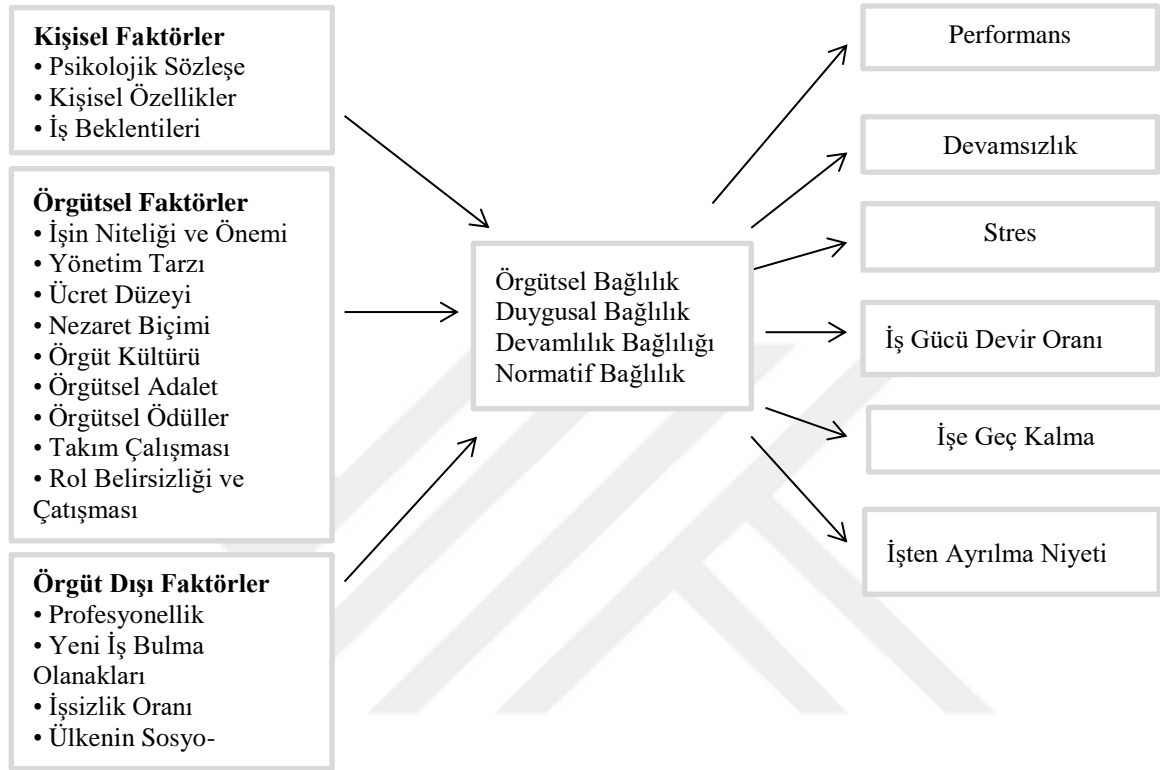 Kişisel Faktörler
• Psikolojik Sözleşe
• Kişisel Özellikler
• İş Beklentileri
Örgütsel Faktörler
• İşin Niteliği ve Önemi
• Yönetim Tarzı
• Ücret Düzeyi
• Nezaret Biçimi
• Örgüt Kültürü
• Örgütsel Adalet
• Örgütsel Ödüller
• Takım Çalışması
• Rol Belirsizliği ve
Çatışması
Örgüt Dışı Faktörler
• Profesyonellik
• Yeni İş Bulma
Olanakları
• İşsizlik Oranı
• Ülkenin Sosyo-
Örgütsel Bağlılık
Duygusal Bağlılık
Devamlılık Bağlılığı
Normatif Bağlılık
Performans
Devamsızlık
Stres
İş Gücü Devir Oranı
İşe Geç Kalma
İşten Ayrılma Niyeti